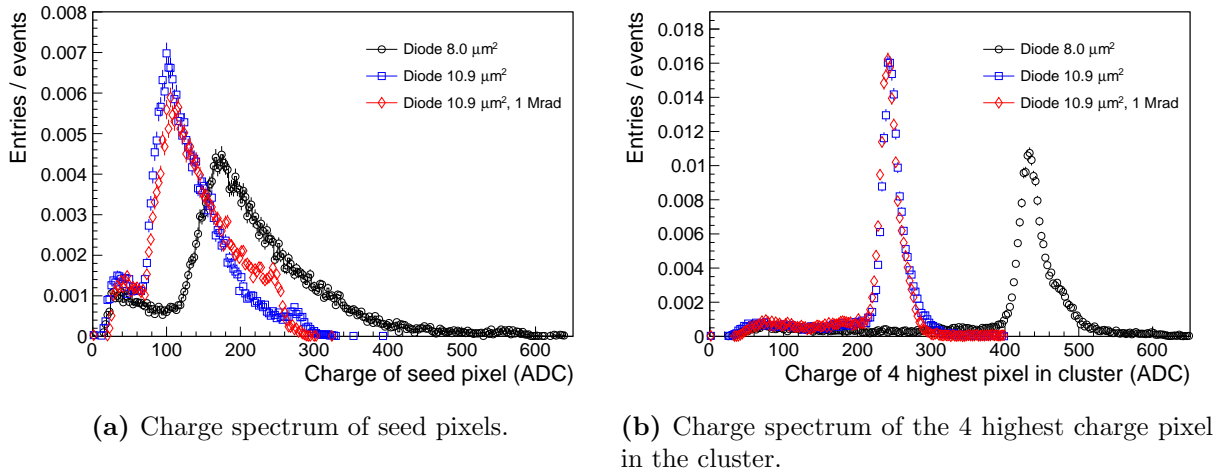 Entries / events
0.008
0.007
0.006
0.005
0.004
0.003
0.002
0.001
0
Diode 8.0 μm²
Diode 10.9 μm²
Diode 10.9 μm², 1 Mrad
0 100 200 300 400 500 600
Charge of seed pixel (ADC)
(a) Charge spectrum of seed pixels.
Entries / events
0.018
0.016
0.014
0.012
0.01
0.008
0.006
0.004
0.002
0
Diode 8.0 μm²
Diode 10.9 μm²
Diode 10.9 μm², 1 Mrad
0 100 200 300 400 500 600
Charge of 4 highest pixel in cluster (ADC)
(b) Charge spectrum of the 4 highest charge pixel
in the cluster.